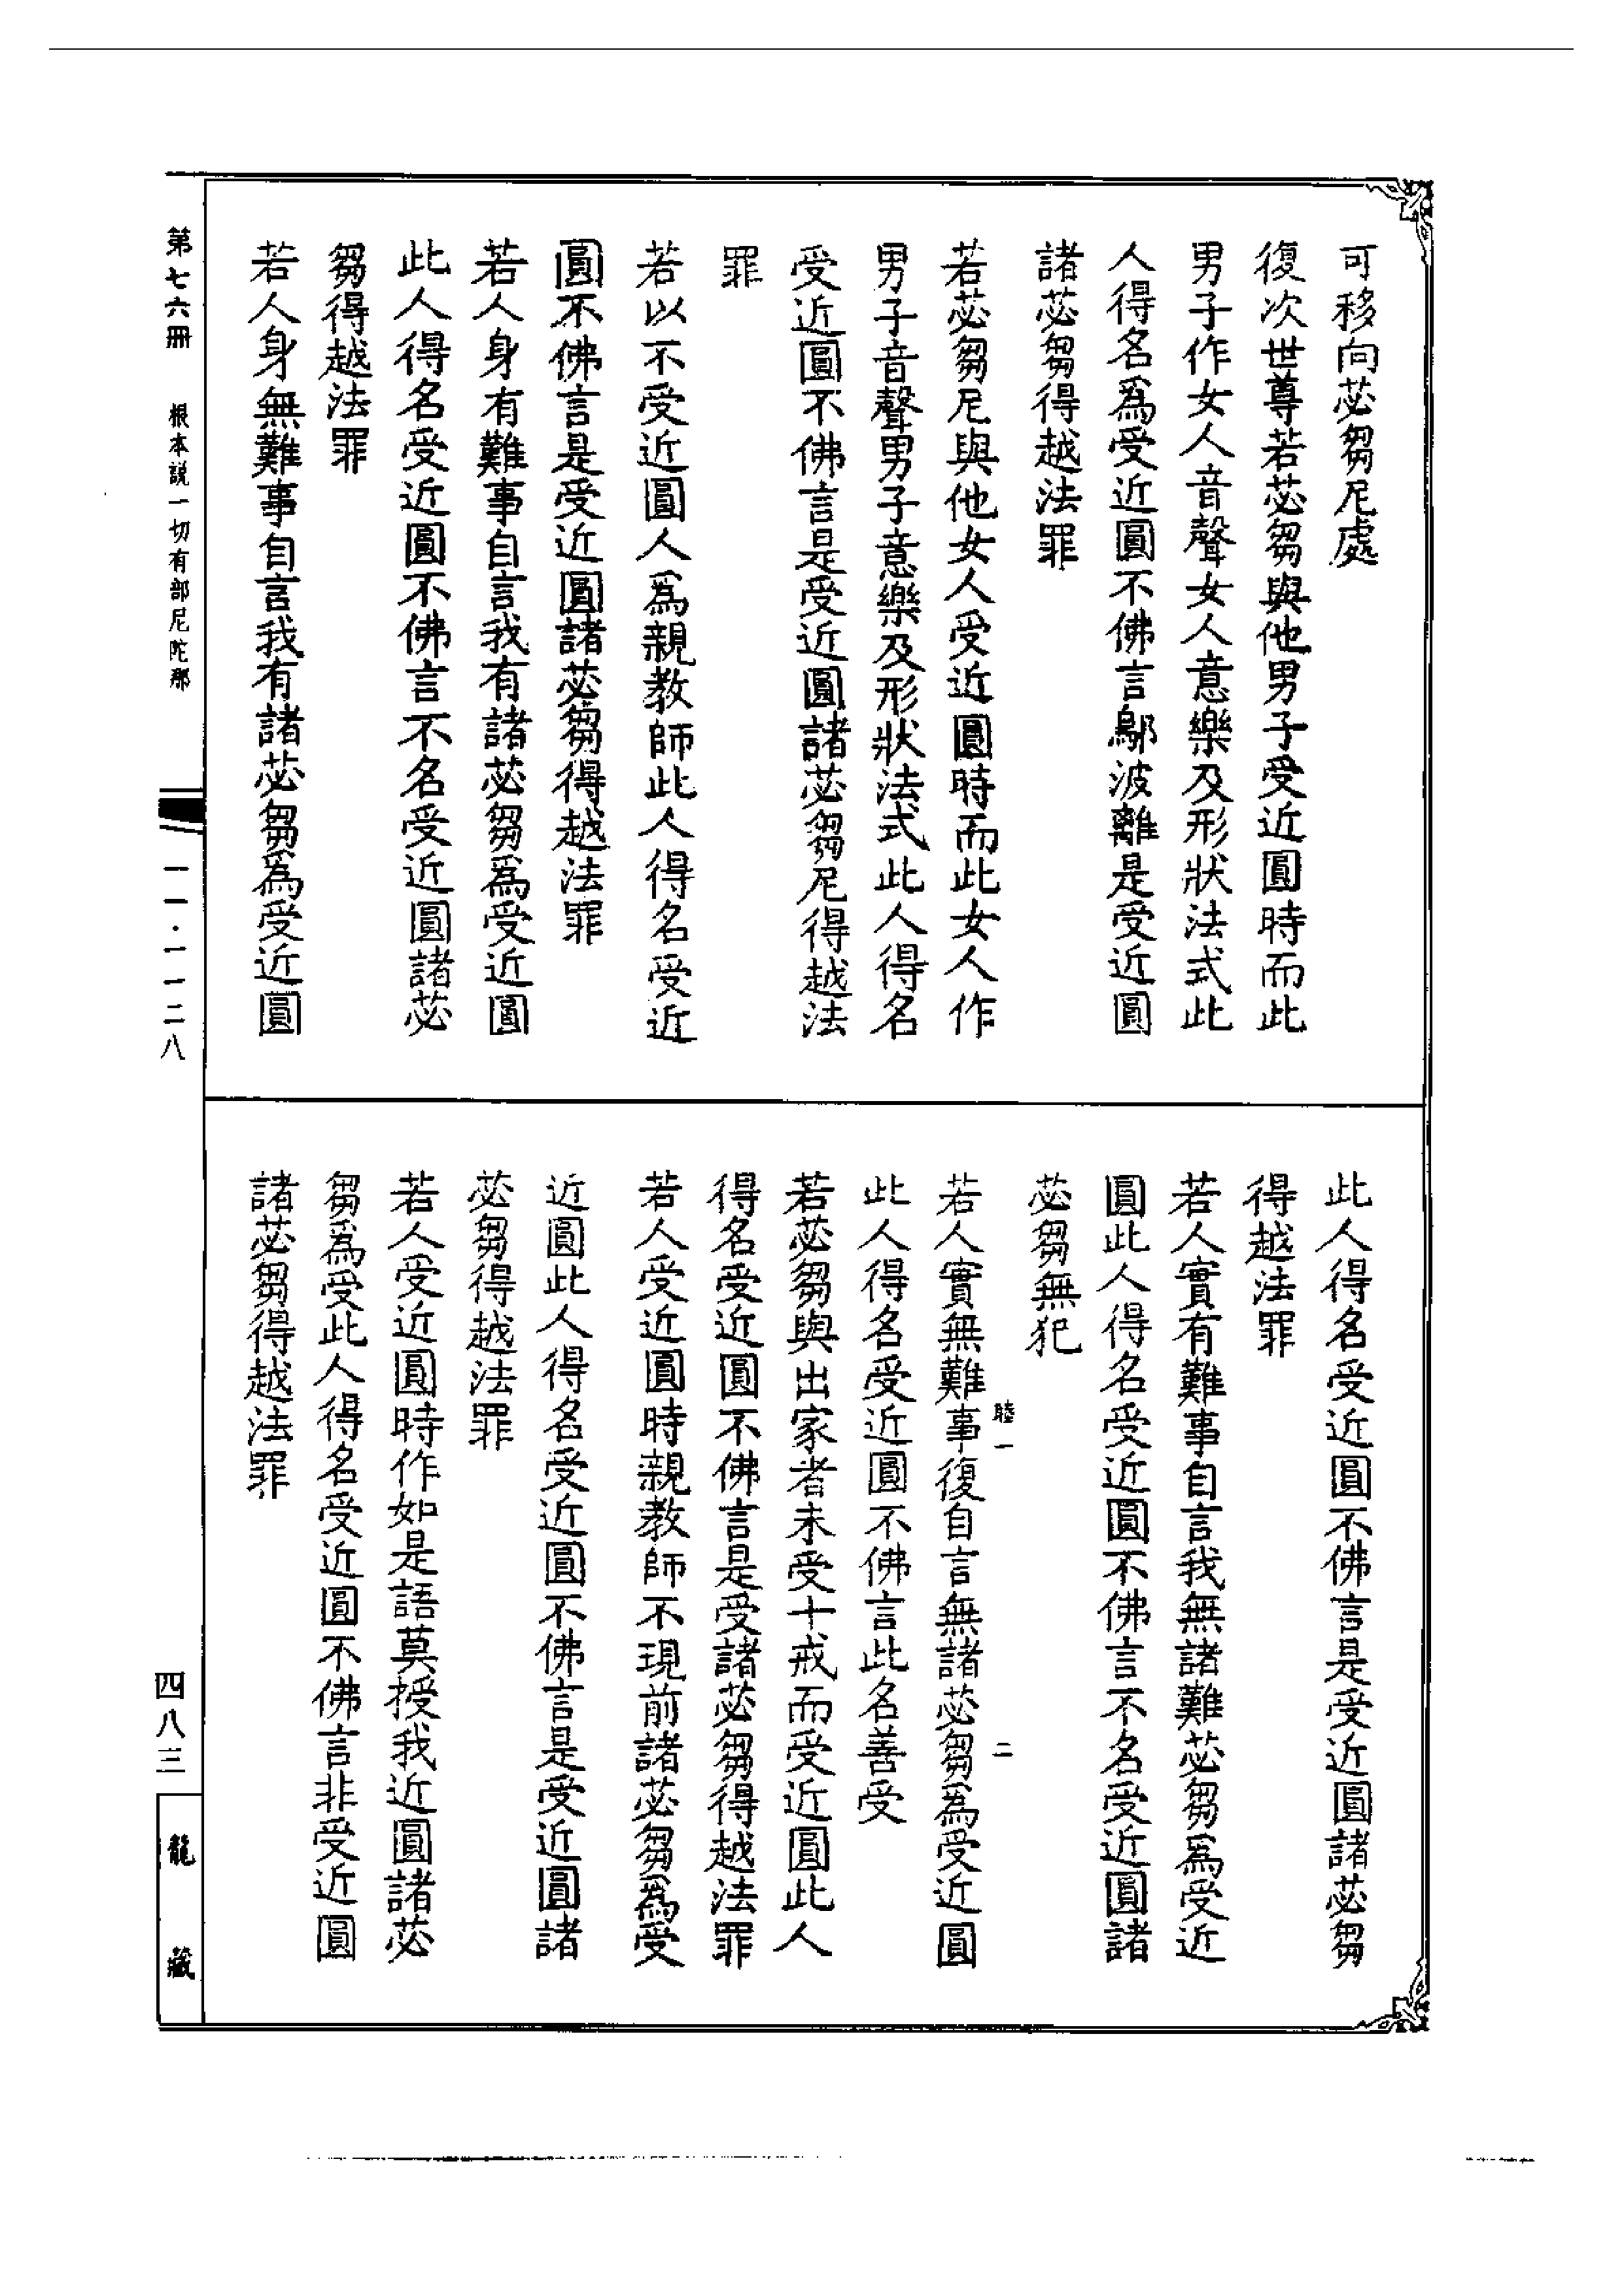 可移向苾芻尼處
復次世尊若苾芻與他男子受近圓時而此
男子作女人音聲女人意樂及形狀法式此
人得名爲受近圓不佛言鄔波離是受近圓
諸苾芻得越法罪
若苾芻尼與他女人受近圓時而此女人作
男子音聲男子意樂及形狀法式此人得名
受近圓不佛言是受近圓諸苾芻尼得越法
罪
若以不受近圓人爲親教師此人得名受近
圓不佛言是受近圓諸苾芻得越法罪
若人身有難事自言我有諸苾芻爲受近圓
此人得名受近圓不佛言不名受近圓諸苾
芻得越法罪
若人身無難事自言我有諸苾芻爲受近圓
此人得名受近圓不佛言是受近圓諸苾芻
得越法罪
若人實有難事自言我無諸難苾芻爲受近
圓此人得名受近圓不佛言不名受近圓諸
苾芻無犯
睦一 二
若人實無難事復自言無諸苾芻爲受近圓
此人得名受近圓不佛言此名善受
若苾芻與出家者未受十戒而受近圓此人
得名受近圓不佛言是受諸苾芻得越法罪
若人受近圓時親教師不現前諸苾芻爲受
近圓此人得名受近圓不佛言是受近圓諸
苾芻得越法罪
若人受近圓時作如是語莫授我近圓諸苾
芻爲受此人得名受近圓不佛言非受近圓
諸苾芻得越法罪
第七六冊 根本説一切有部尼陀那
一一·一一二八
四八三
龍藏